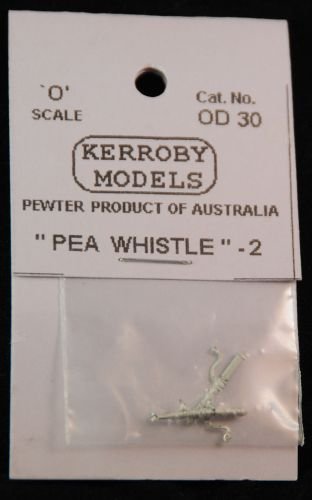 `O'
SCALE
Cat. No.
OD 30
KERROBY
MODELS
PEWTER PRODUCT OF AUSTRALIA
" PEA WHISTLE " - 2